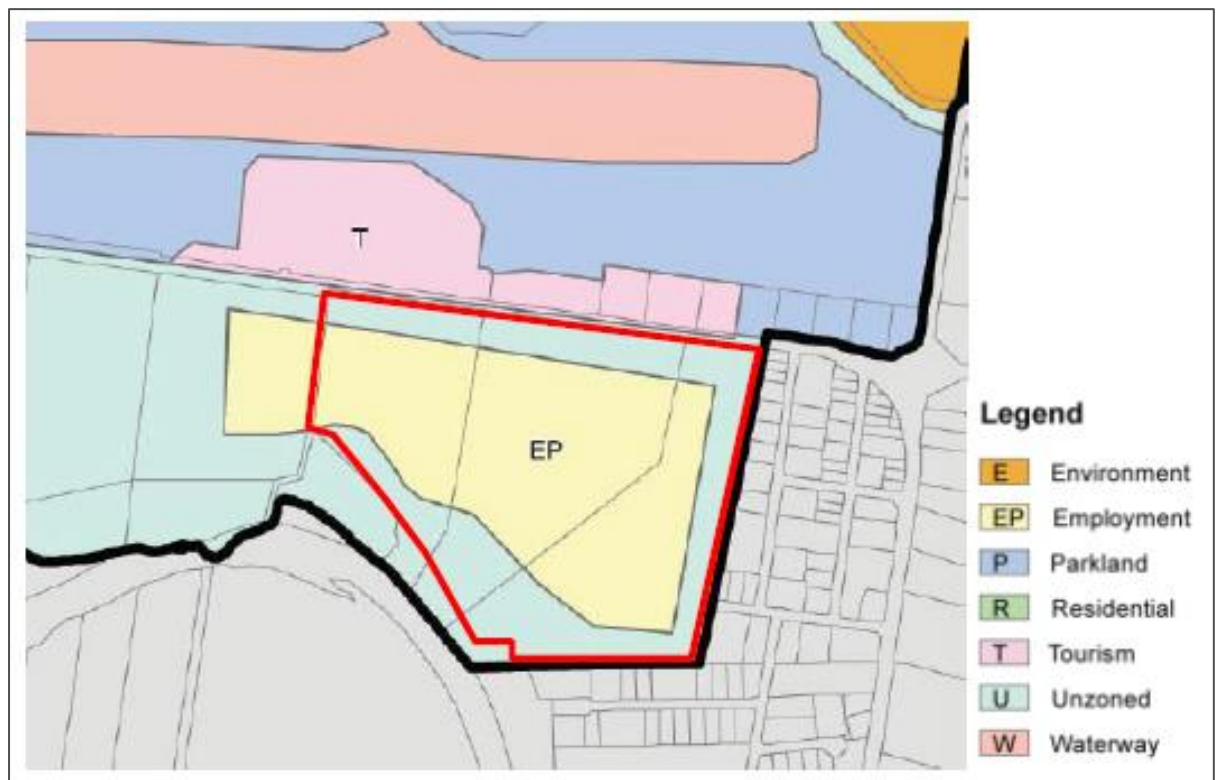 T
EP
Legend
E Environment
EP Employment
P Parkland
R Residential
T Tourism
U Unzoned
W Waterway